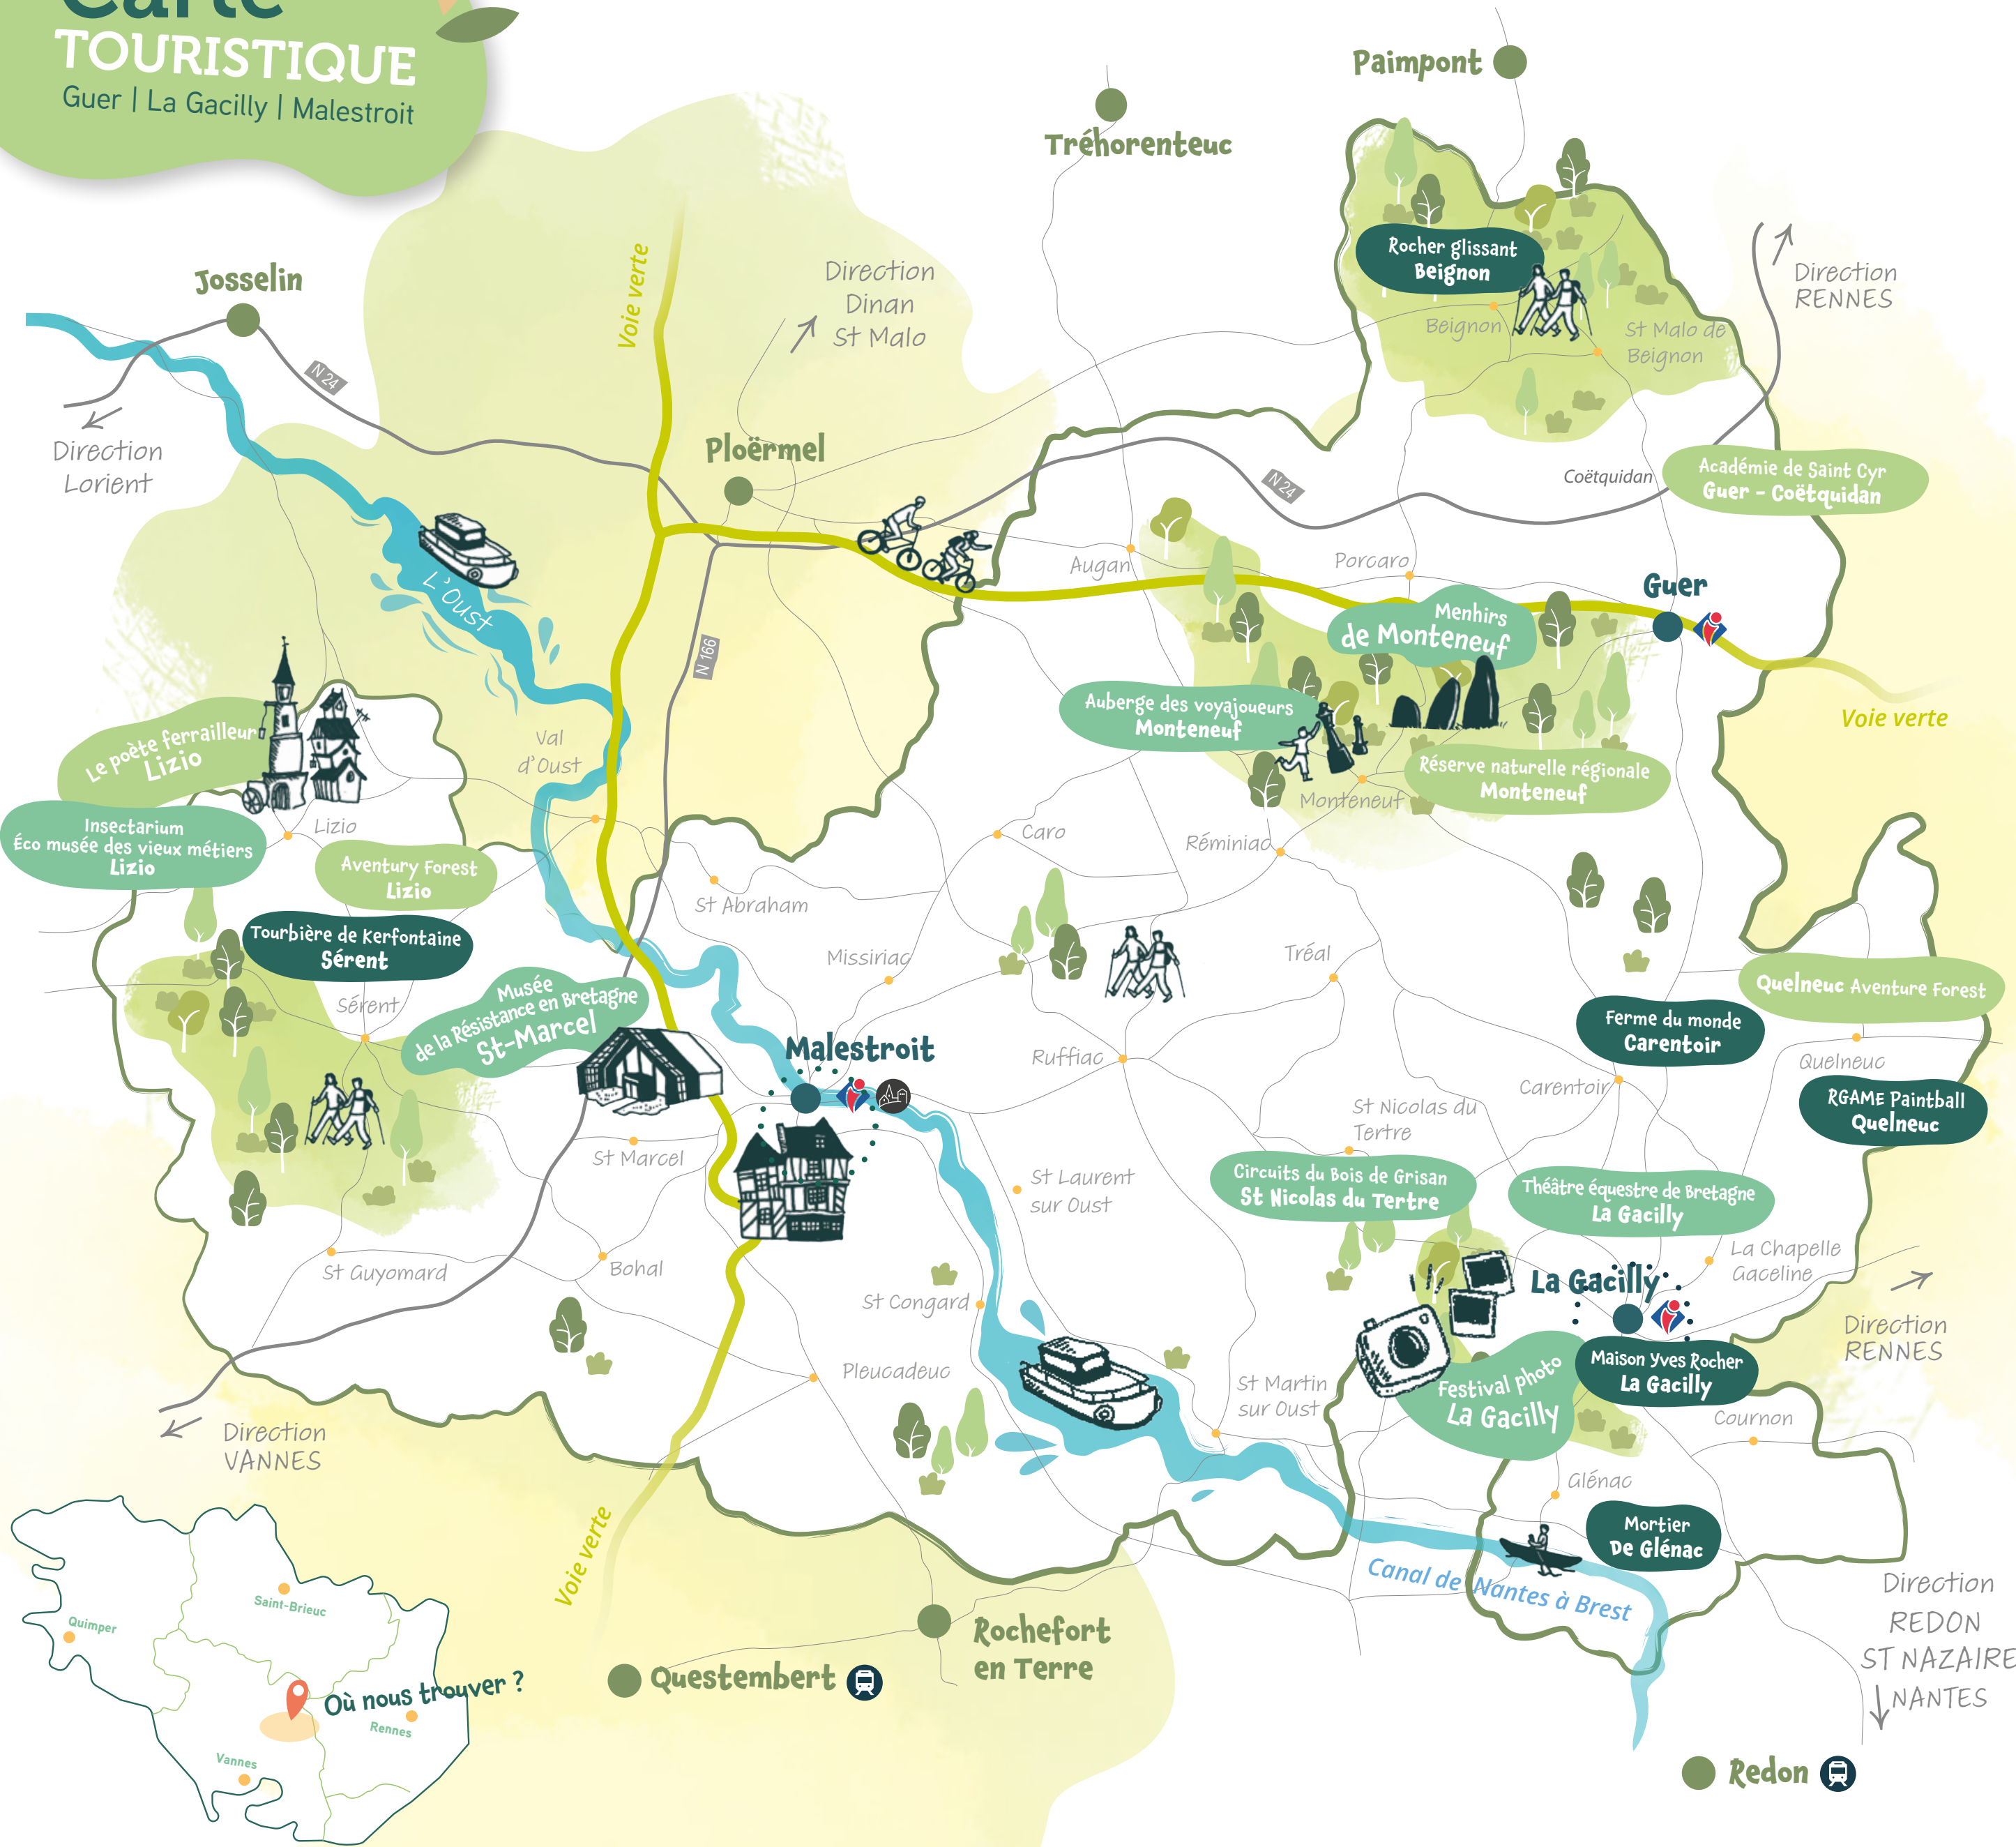 Carte
TOURISTIQUE
Guer | La Gacilly | Malestroit
Paimpont
Tréhorenteuc
Rocher glissant
Beignon
Beignon
St Malo de
Beignon
Direction
RENNES
Josselin
N 24
Direction
Lorient
Voie verte
Direction
Dinan
St Malo
Ploërmel
N 24
Coëtquidan
Académie de Saint Cyr
Guer - Coëtquidan
L'Oust
N 166
Augan
Porcaro
Guer
Menhirs
de Monteneuf
Auberge des voyajoueurs
Monteneuf
Réserve naturelle régionale
Monteneuf
Monteneuf
Voie verte
Le poète ferrailleur
Lizio
Val
d'Oust
Insectarium
Éco musée des vieux métiers
Lizio
Lizio
Aventury Forest
Lizio
Caro
Réminiac
St Abraham
Tourbière de Kerfontaine
Sérent
Sérent
Missiriac
Tréal
Musée
de la Résistance en Bretagne
St-Marcel
Quelneuc Aventure Forest
Ferme du monde
Carentoir
Quelneuc
Malestroit
Ruffiac
Carentoir
RGAME Paintball
Quelneuc
St Nicolas du
Tertre
St Marcel
St Laurent
sur Oust
Circuits du Bois de Grisan
St Nicolas du Tertre
Théâtre équestre de Bretagne
La Gacilly
La Chapelle
Gaceline
St Guyomard
Bohal
St Congard
La Gacilly
Direction
RENNES
Pleucadeuc
St Martin
sur Oust
Festival photo
La Gacilly
Maison Yves Rocher
La Gacilly
Cournon
Direction
VANNES
Glénac
Mortier
De Glénac
Voie verte
Canal de Nantes à Brest
Direction
REDON
ST NAZAIRE
NANTES
Rochefort
en Terre
Questembert
Redon
Saint-Brieuc
Quimper
Où nous trouver ?
Rennes
Vannes